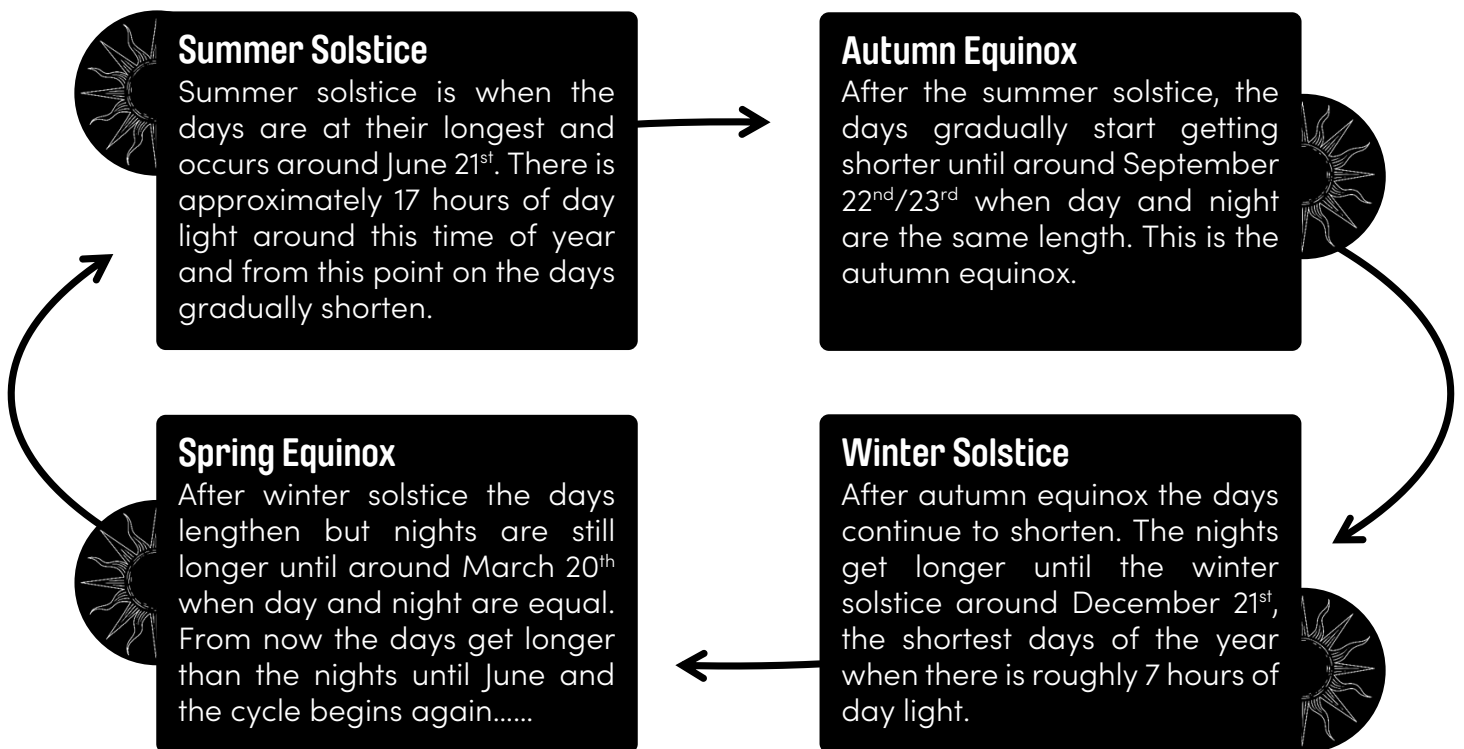 Summer Solstice
Summer solstice is when the
days are at their longest and
occurs around June 21st. There is
approximately 17 hours of day
light around this time of year
and from this point on the days
gradually shorten.
Autumn Equinox
After the summer solstice, the
days gradually start getting
shorter until around September
22nd/23rd when day and night
are the same length. This is the
autumn equinox.
Spring Equinox
After winter solstice the days
lengthen but nights are still
longer until around March 20th
when day and night are equal.
From now the days get longer
than the nights until June and
the cycle begins again......
Winter Solstice
After autumn equinox the days
continue to shorten. The nights
get longer until the winter
solstice around December 21st,
the shortest days of the year
when there is roughly 7 hours of
day light.